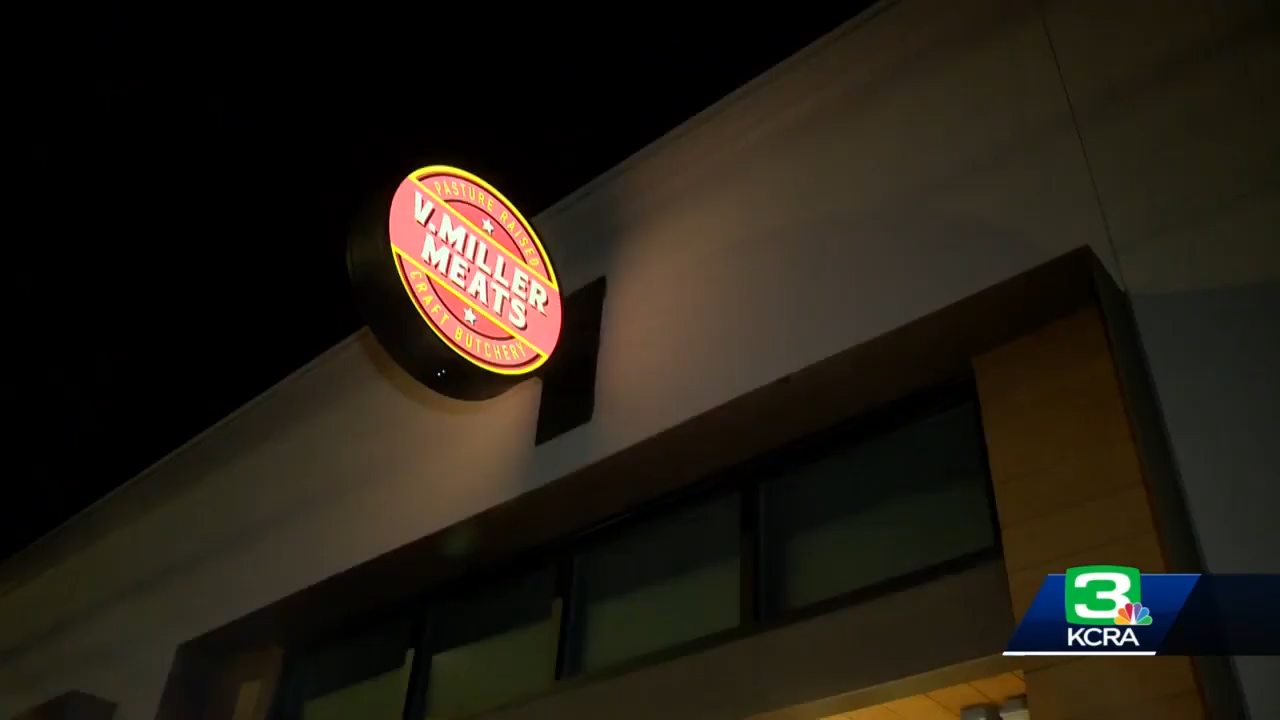 PASTURE RAISED
V.MILLER
MEATS
CRAFT BUTCHERY
3
KCRA